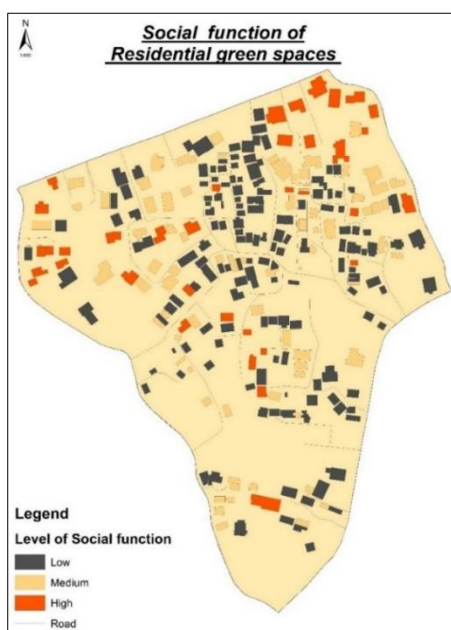 N
Social function of
Residential green spaces
Legend
Level of Social function
Low
Medium
High
Road